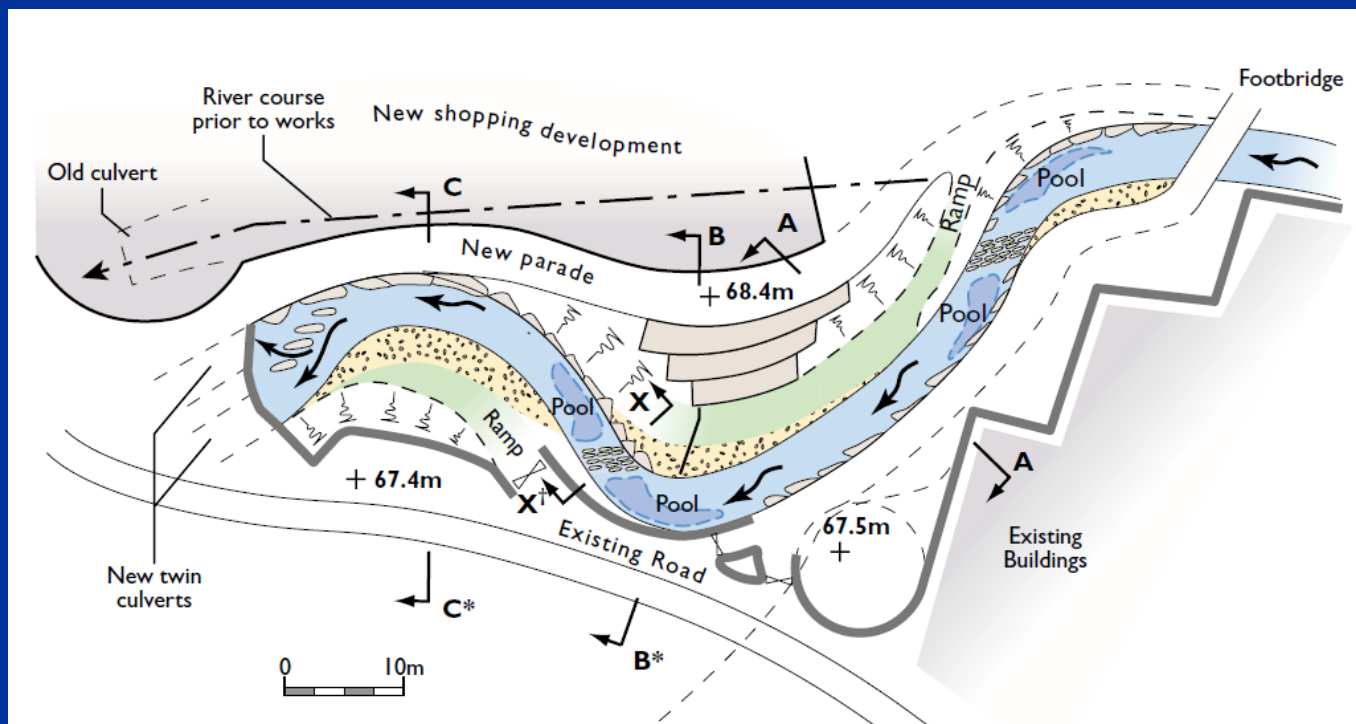 Footbridge
River course
prior to works
New shopping development
Old culvert
C
B
A
Ramp
Pool
New parade
+ 68.4m
Pool
X
Pool
Ramp
A
+ 67.4m
X†
Pool
67.5m
+
Existing
Buildings
Existing Road
New twin
culverts
C*
B*
0 10m